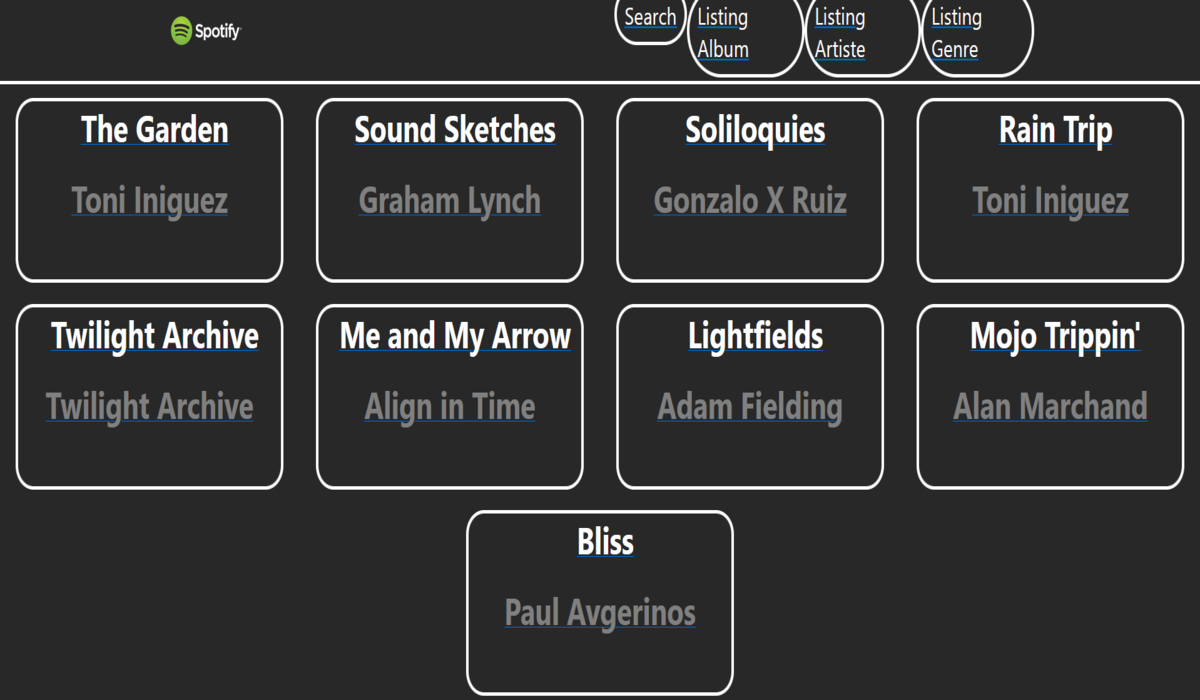 Spotify
Search
Listing
Album
Listing
Artiste
Listing
Genre
The Garden
Toni Iniguez
Sound Sketches
Graham Lynch
Soliloquies
Gonzalo X Ruiz
Rain Trip
Toni Iniguez
Twilight Archive
Twilight Archive
Me and My Arrow
Align in Time
Lightfields
Adam Fielding
Mojo Trippin'
Alan Marchand
Bliss
Paul Avgerinos